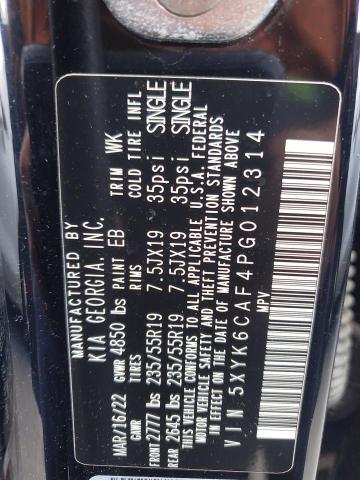 MANUFACTURED BY
KIA GEORGIA, INC.
MAR/16/22 GVWR 4850 lbs PAINT EB TRIM WK
TIRES RIMS COLD TIRE INFL.
FRONT 2777 lbs 235/55R19 7.5JX19 35psi SINGLE
REAR 2645 lbs 235/55R19 7.5JX19 35psi SINGLE
THIS VEHICLE CONFORMS TO ALL APPLICABLE U.S.A. FEDERAL
MOTOR VEHICLE SAFETY AND THEFT PREVENTION STANDARDS
IN EFFECT ON THE DATE OF MANUFACTURE SHOWN ABOVE
VIN 5XYK6CAF4PG012314
MPV